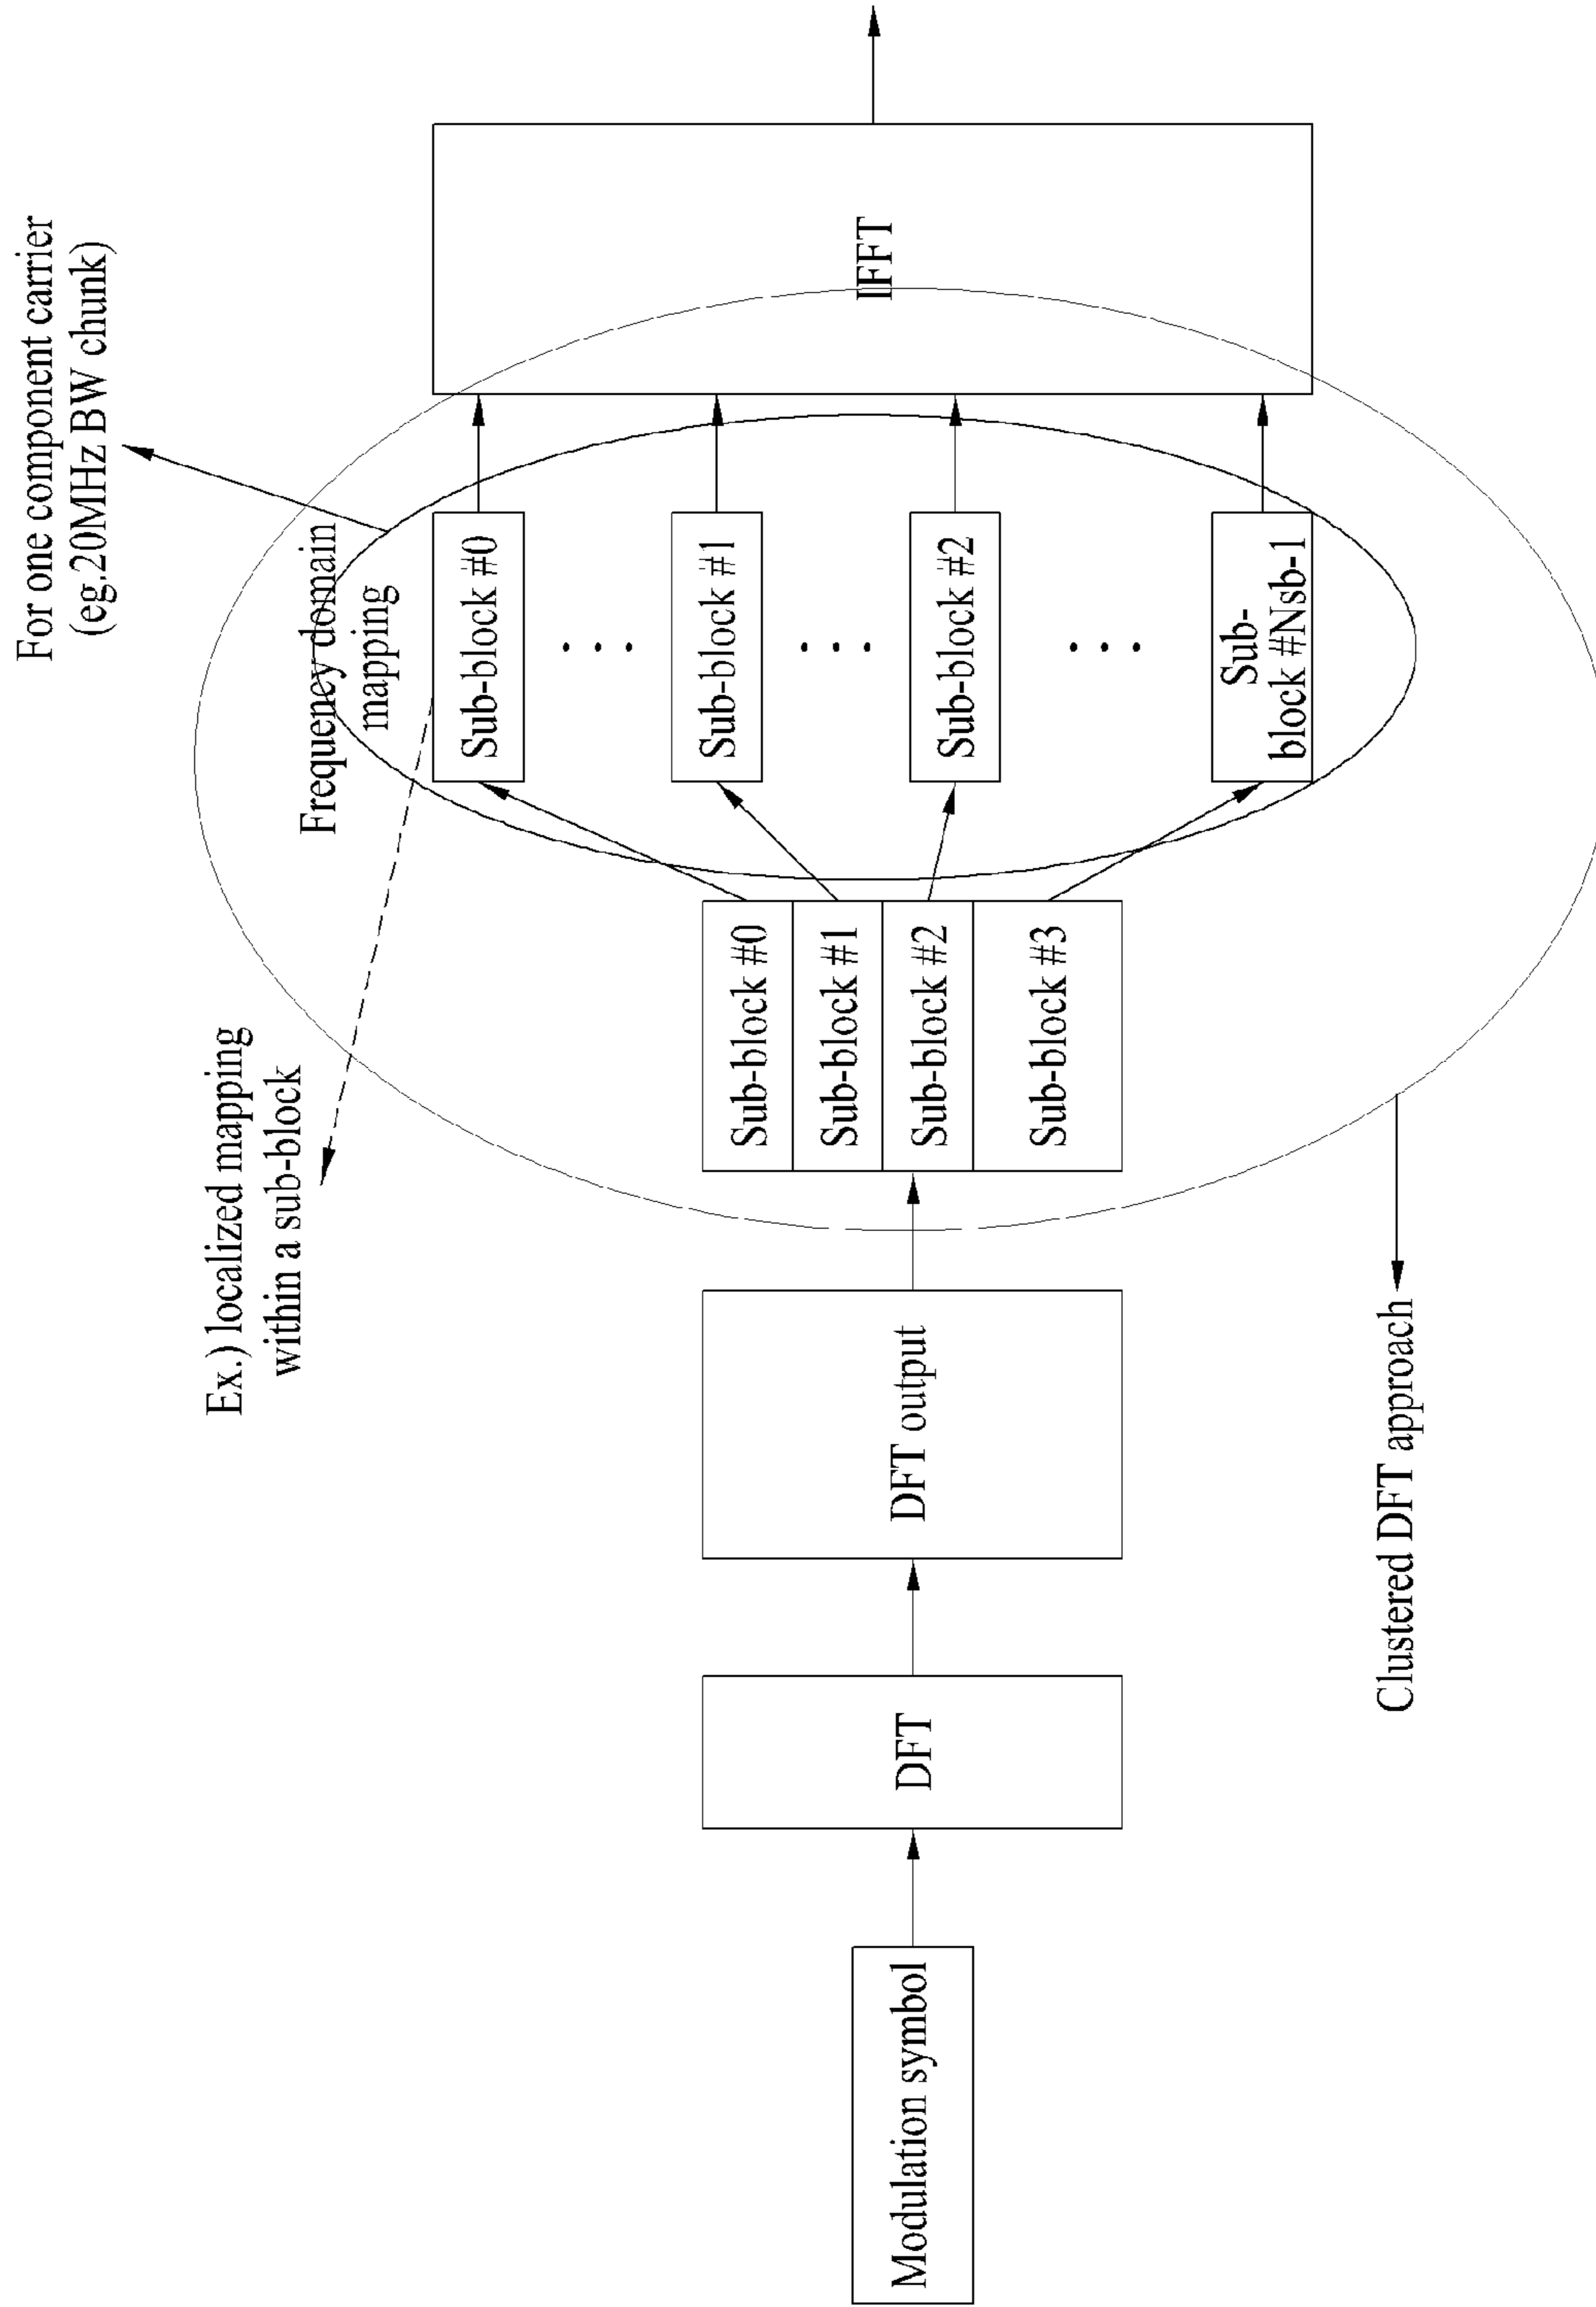 Modulation symbol
DFT
DFT output
Sub-block #0
Sub-block #1
Sub-block #2
Sub-block #3
Ex.) localized mapping
within a sub-block
Frequency domain
mapping
Sub-block #0
Sub-block #1
Sub-block #2
Sub-
block #Nsb-1
IFFT
For one component carrier
(eg.20MHz BW chunk)
Clustered DFT approach